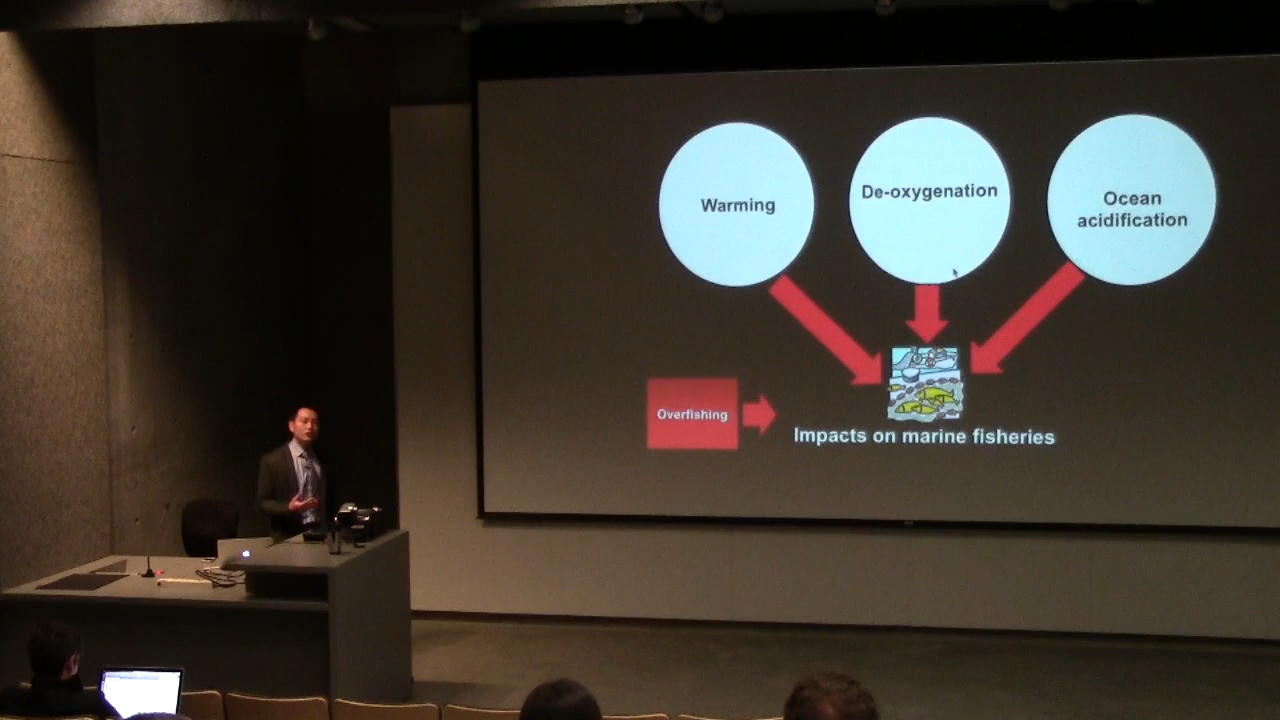 Warming
De-oxygenation
Ocean
acidification
Overfishing
Impacts on marine fisheries